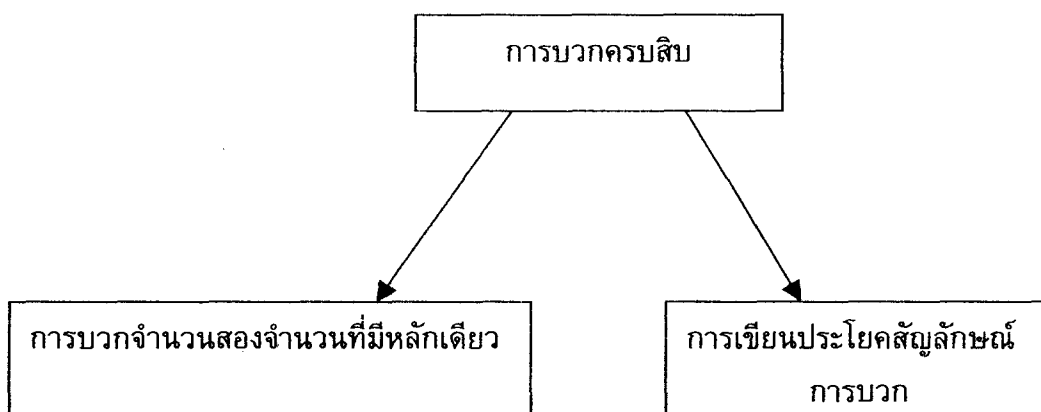 การบวกครบสิบ
การบวกจำนวนสองจำนวนที่มีหลักเดียว
การเขียนประโยคสัญลักษณ์
การบวก